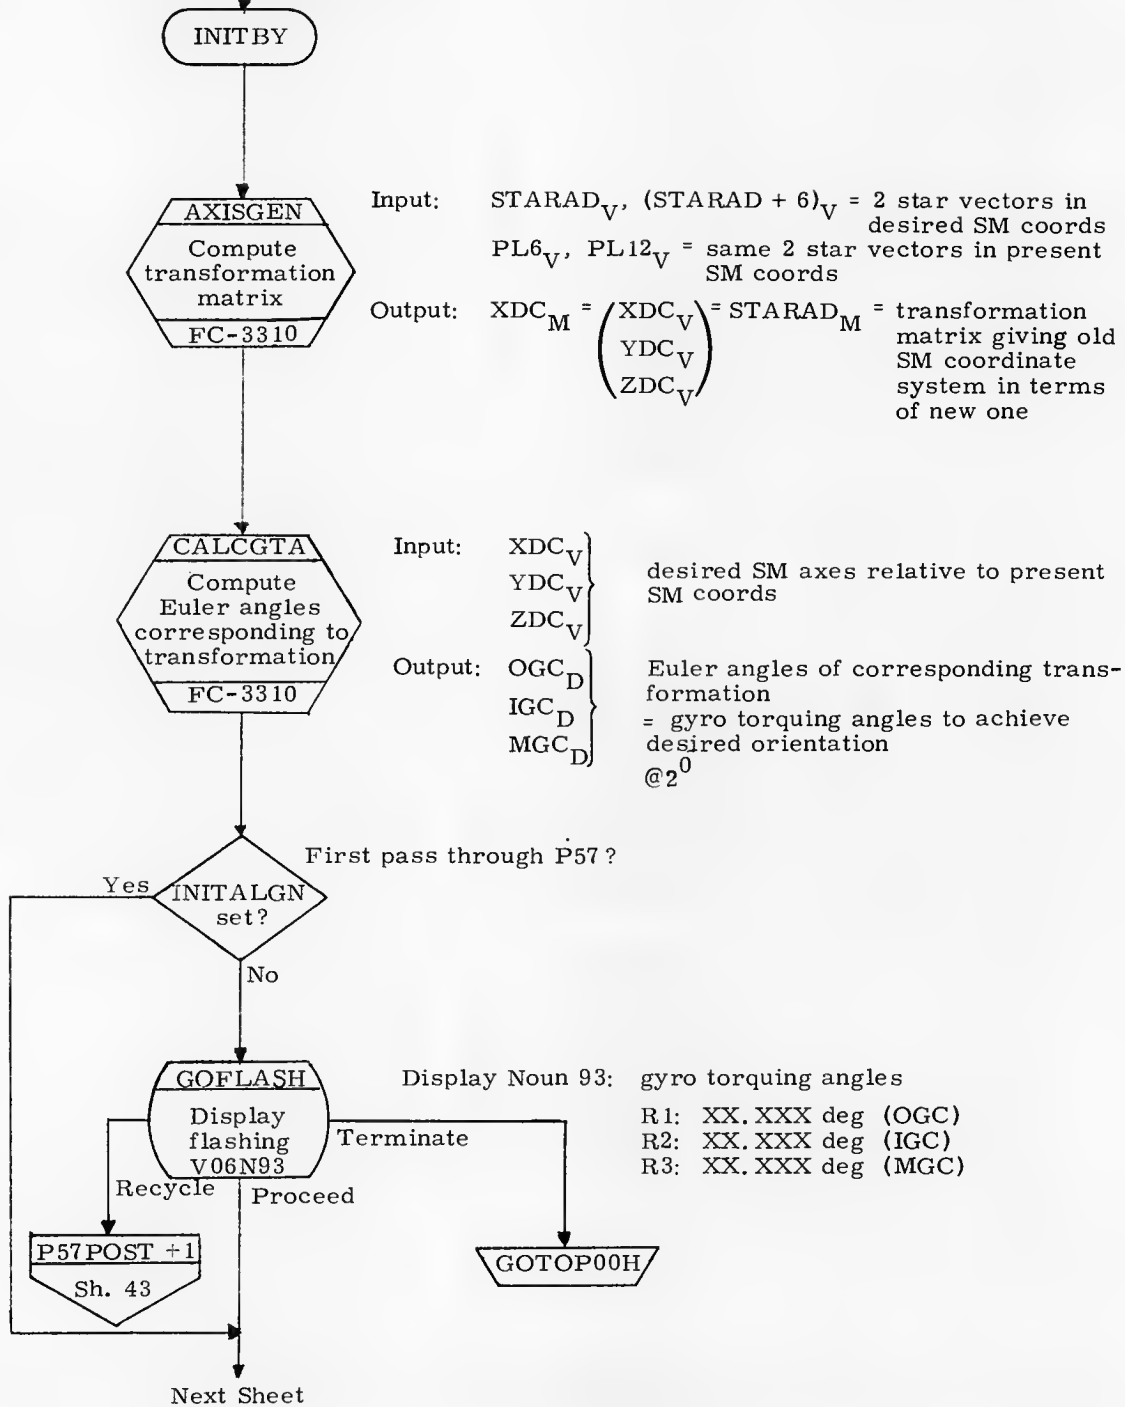 INITBY
AXISGEN
Compute
transformation
matrix
FC-3310
Input: STARAD_V, (STARAD + 6)_V = 2 star vectors in
desired SM coords
PL6_V, PL12_V = same 2 star vectors in present
SM coords
Output: XDC_M = (XDC_V) = STARAD_M = transformation
YDC_V matrix giving old
ZDC_V SM coordinate
system in terms
of new one
CALCGTA
Compute
Euler angles
corresponding to
transformation
FC-3310
Input: XDC_V
YDC_V
ZDC_V
desired SM axes relative to present
SM coords
Output: OGC_D
IGC_D
MGC_D
Euler angles of corresponding trans-
formation
= gyro torquing angles to achieve
desired orientation
@2^0
First pass through P57?
Yes
INITALGN
set?
No
GOFLASH
Display
flashing
V06N93
Display Noun 93: gyro torquing angles
R1: XX.XXX deg (OGC)
R2: XX.XXX deg (IGC)
R3: XX.XXX deg (MGC)
Terminate
Recycle
Proceed
P57POST +1
Sh. 43
GOTOP00H
Next Sheet